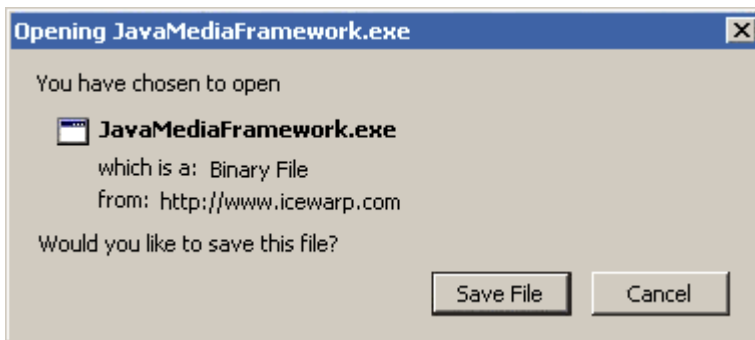 Opening JavaMediaFramework.exe
You have chosen to open
JavaMediaFramework.exe
which is a: Binary File
from: http://www.icewarp.com
Would you like to save this file?
Save File Cancel